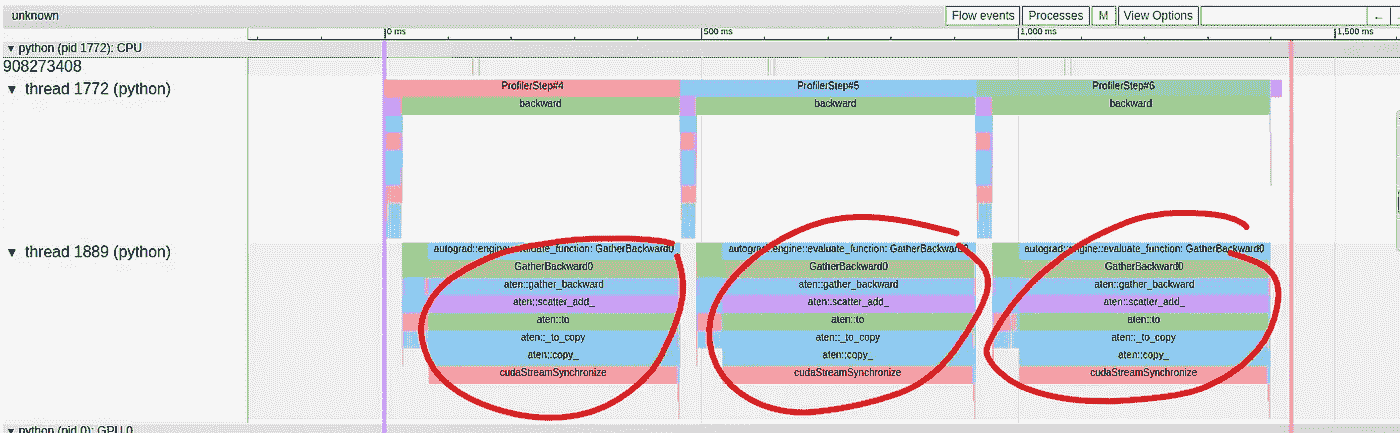 unknown Flow events Processes M View Options ←
0 ms 500 ms 1,000 ms 1,500 ms
▼ python (pid 1772): CPU
908273408
▼ thread 1772 (python) ProfilerStep#4 ProfilerStep#5 ProfilerStep#6
backward backward backward
▼ thread 1889 (python) autograd::engine::evaluate_function: GatherBackward0 autograd::engine::evaluate_function: GatherBackward0 autograd::engine::evaluate_function: GatherBackward0
GatherBackward0 GatherBackward0 GatherBackward0
aten::gather_backward aten::gather_backward aten::gather_backward
aten::scatter_add_ aten::scatter_add_ aten::scatter_add_
aten::to aten::to aten::to
aten::_to_copy aten::_to_copy aten::_to_copy
aten::copy_ aten::copy_ aten::copy_
cudaStreamSynchronize cudaStreamSynchronize cudaStreamSynchronize
▼ python (pid 0): GPU 0